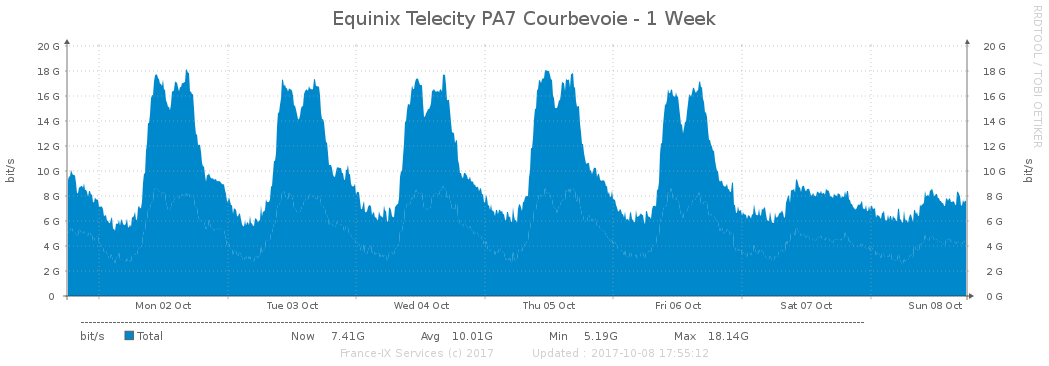 Equinix Telecity PA7 Courbevoie - 1 Week
RRDTOOL / TOBI OETIKER
bit/s
20 G
18 G
16 G
14 G
12 G
10 G
8 G
6 G
4 G
2 G
0
20 G
18 G
16 G
14 G
12 G
10 G
8 G
6 G
4 G
2 G
0 G
bit/s
Mon 02 Oct Tue 03 Oct Wed 04 Oct Thu 05 Oct Fri 06 Oct Sat 07 Oct Sun 08 Oct
bit/s Total Now 7.41G Avg 10.01G Min 5.19G Max 18.14G
France-IX Services (c) 2017 Updated : 2017-10-08 17:55:12